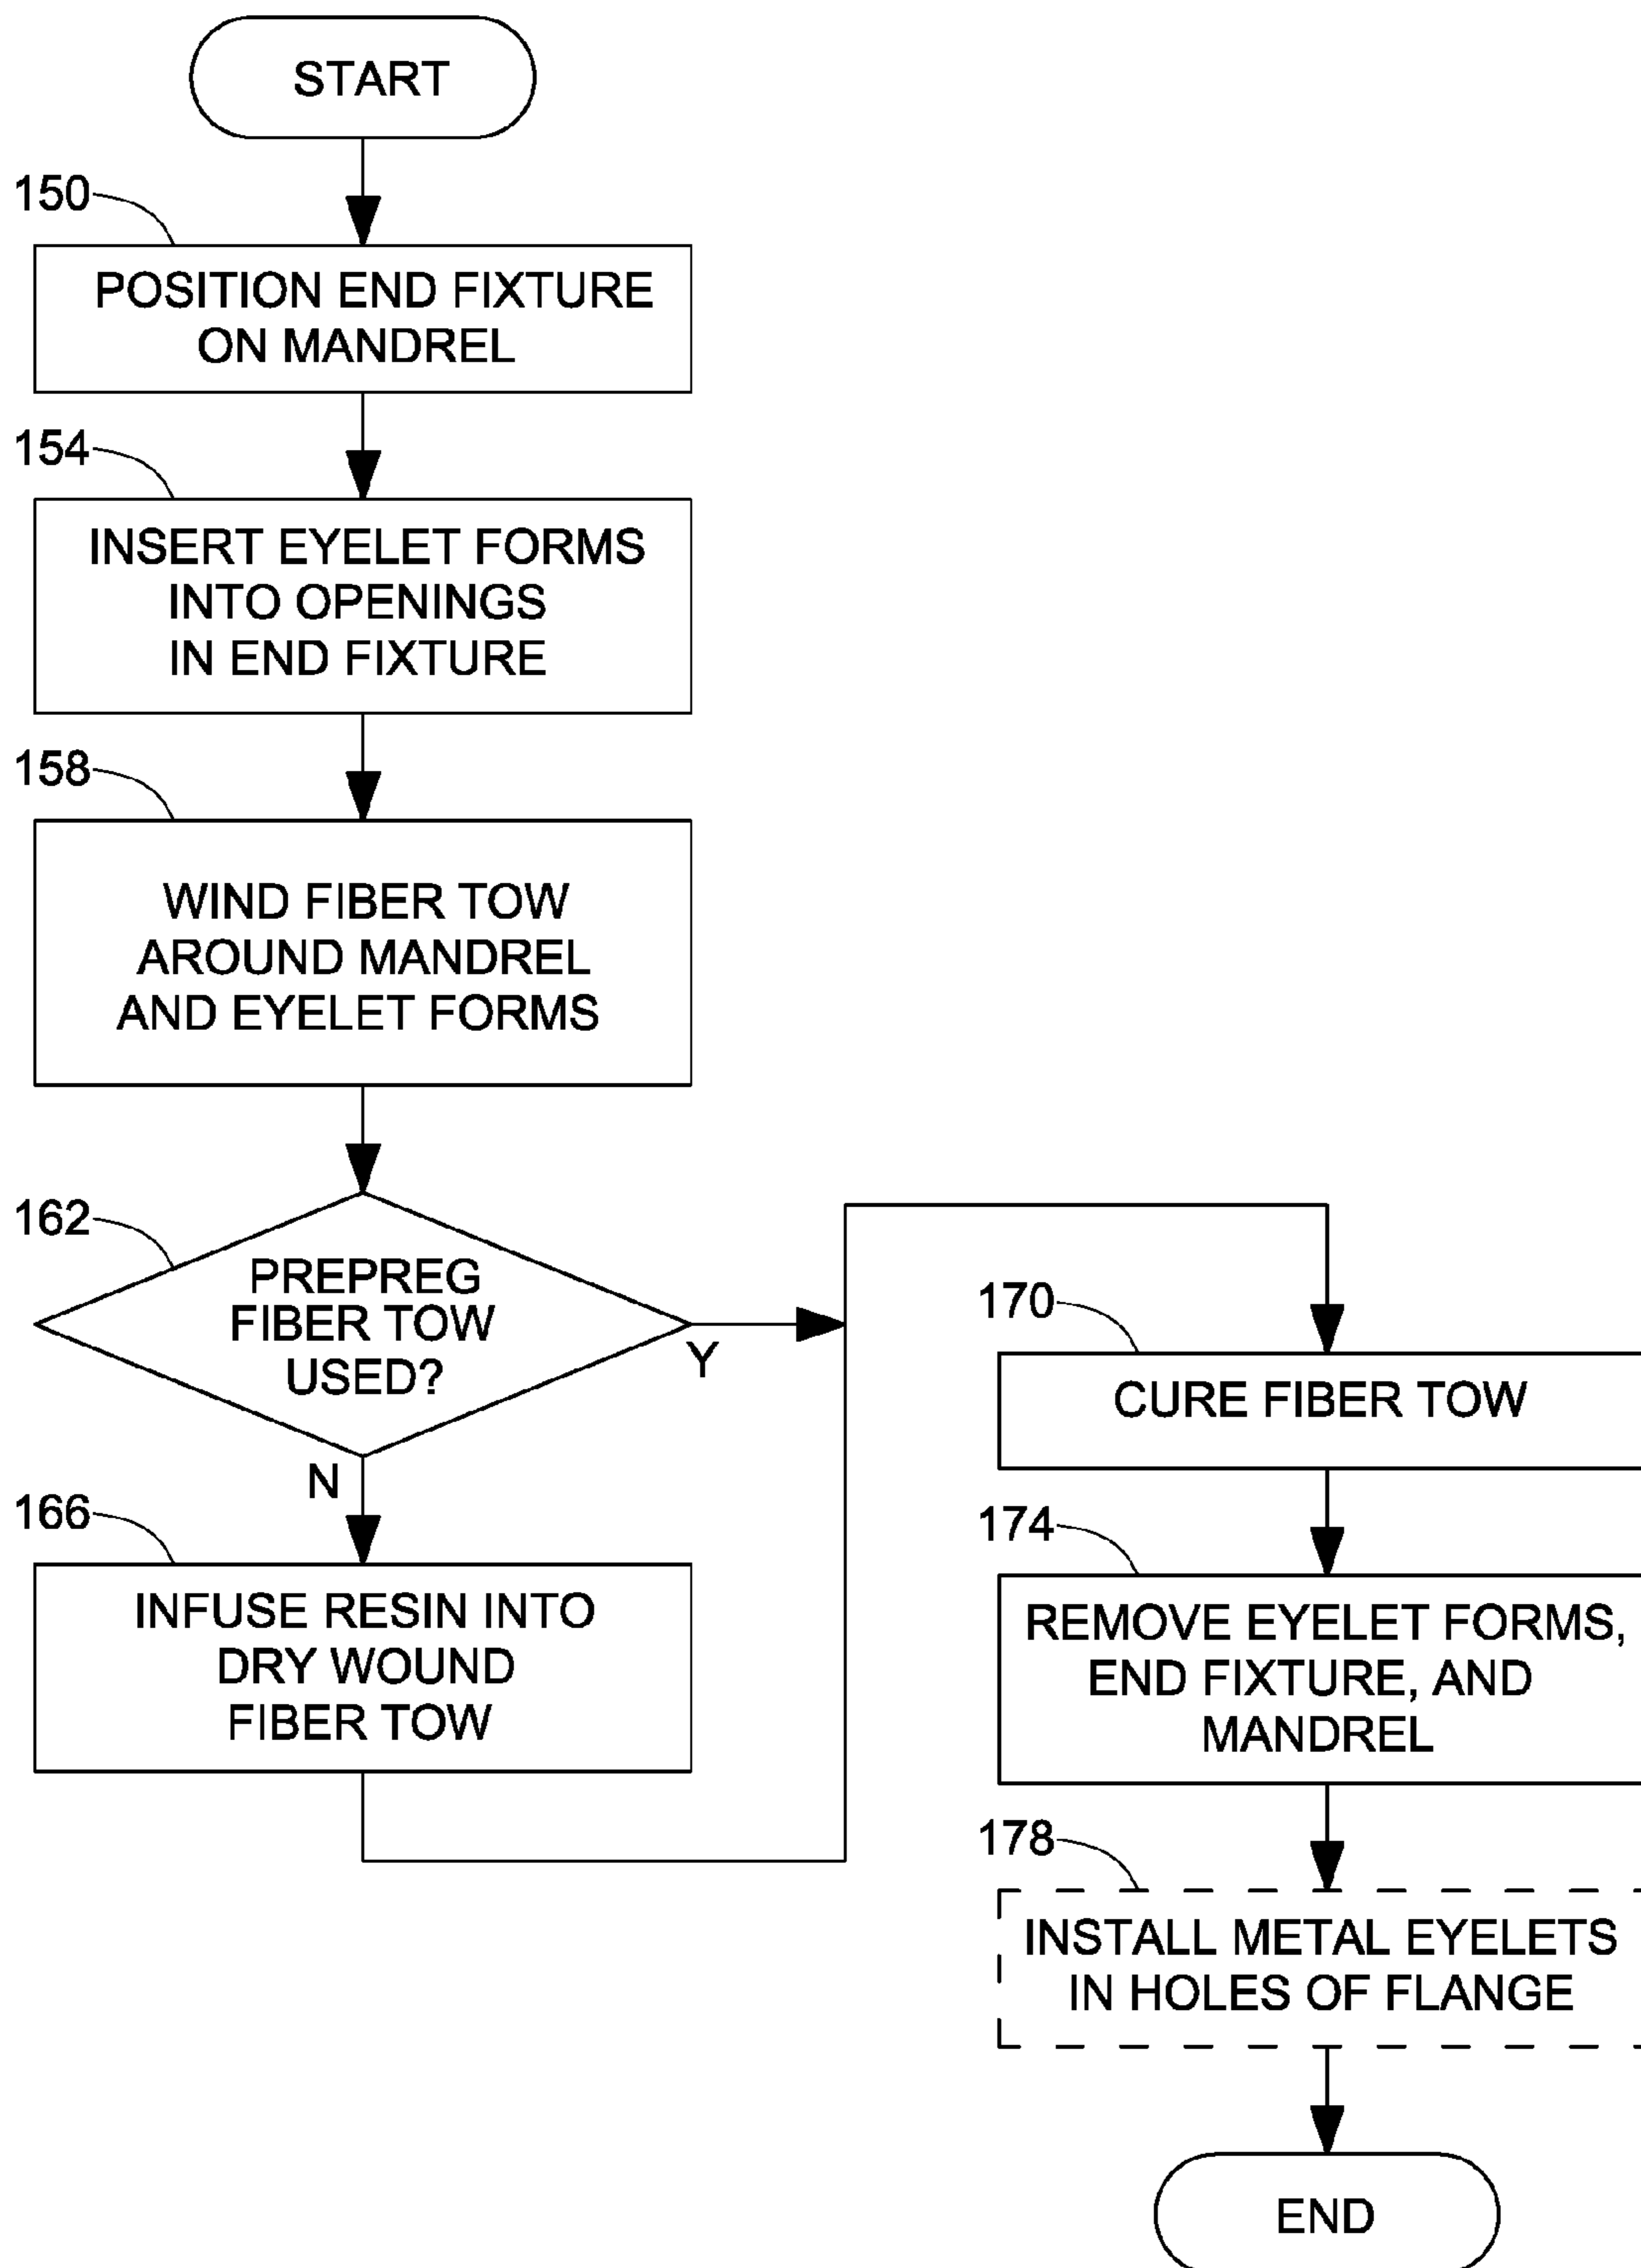 START
150
POSITION END FIXTURE
ON MANDREL
154
INSERT EYELET FORMS
INTO OPENINGS
IN END FIXTURE
158
WIND FIBER TOW
AROUND MANDREL
AND EYELET FORMS
162
PREPREG
FIBER TOW
USED?
Y
N
166
INFUSE RESIN INTO
DRY WOUND
FIBER TOW
170
CURE FIBER TOW
174
REMOVE EYELET FORMS,
END FIXTURE, AND
MANDREL
178
INSTALL METAL EYELETS
IN HOLES OF FLANGE
END